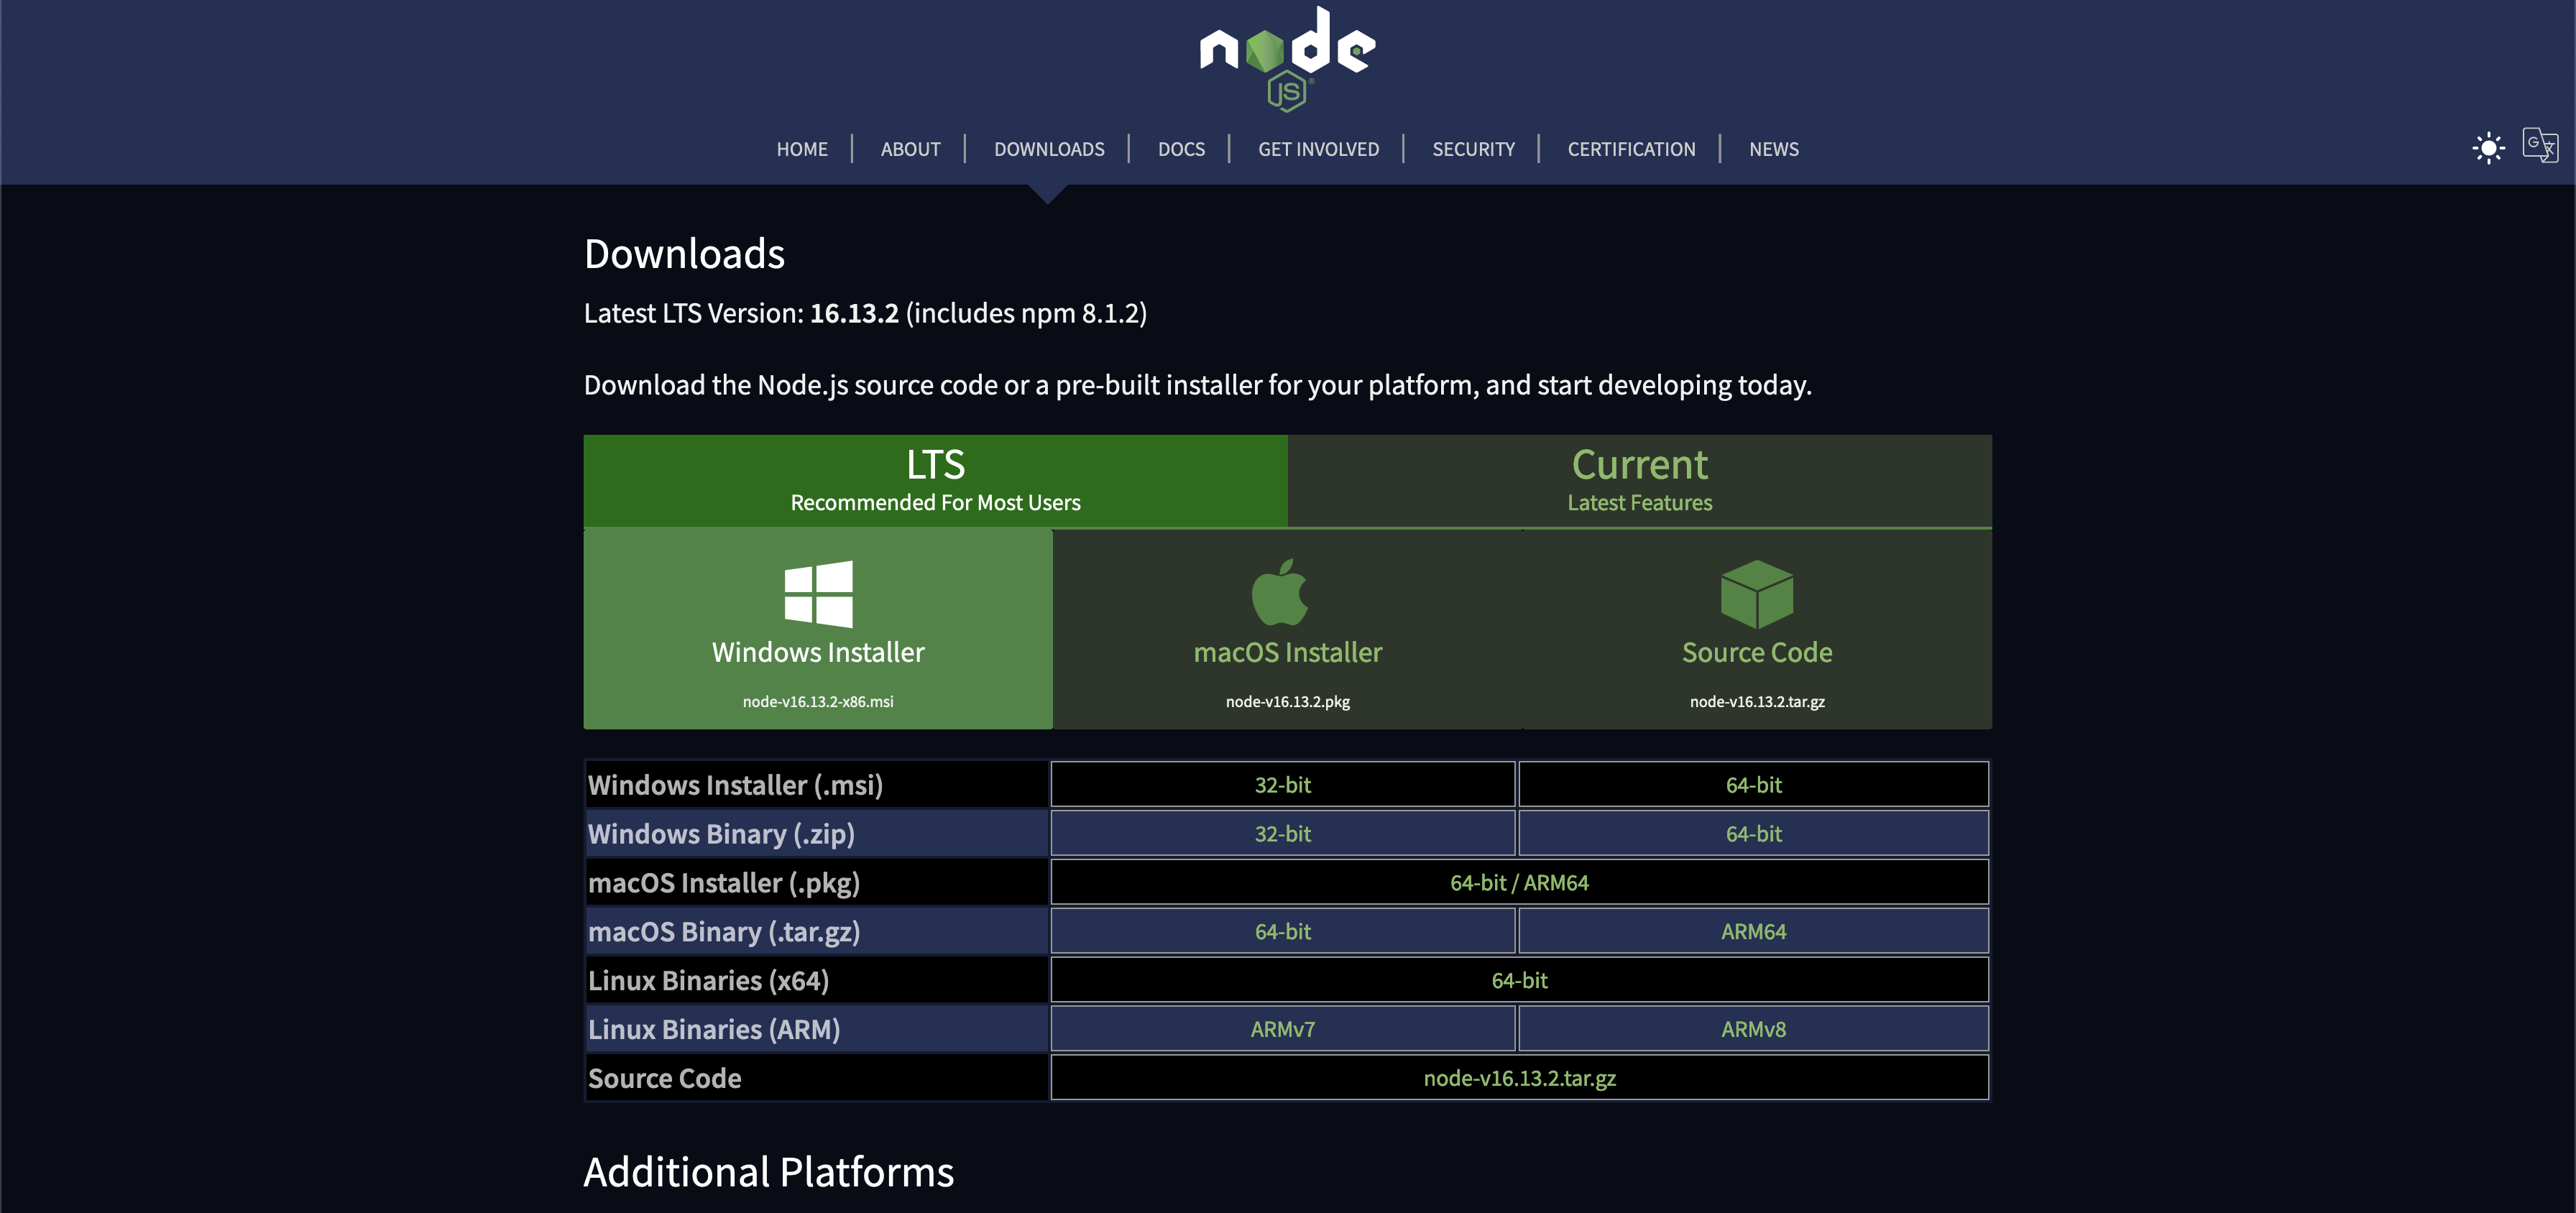 node
JS
HOME ABOUT DOWNLOADS DOCS GET INVOLVED SECURITY CERTIFICATION NEWS
Downloads
Latest LTS Version: 16.13.2 (includes npm 8.1.2)
Download the Node.js source code or a pre-built installer for your platform, and start developing today.
LTS
Recommended For Most Users
Current
Latest Features
Windows Installer
node-v16.13.2-x86.msi
macOS Installer
node-v16.13.2.pkg
Source Code
node-v16.13.2.tar.gz
Windows Installer (.msi) 32-bit 64-bit
Windows Binary (.zip) 32-bit 64-bit
macOS Installer (.pkg) 64-bit / ARM64
macOS Binary (.tar.gz) 64-bit ARM64
Linux Binaries (x64) 64-bit
Linux Binaries (ARM) ARMv7 ARMv8
Source Code node-v16.13.2.tar.gz
Additional Platforms